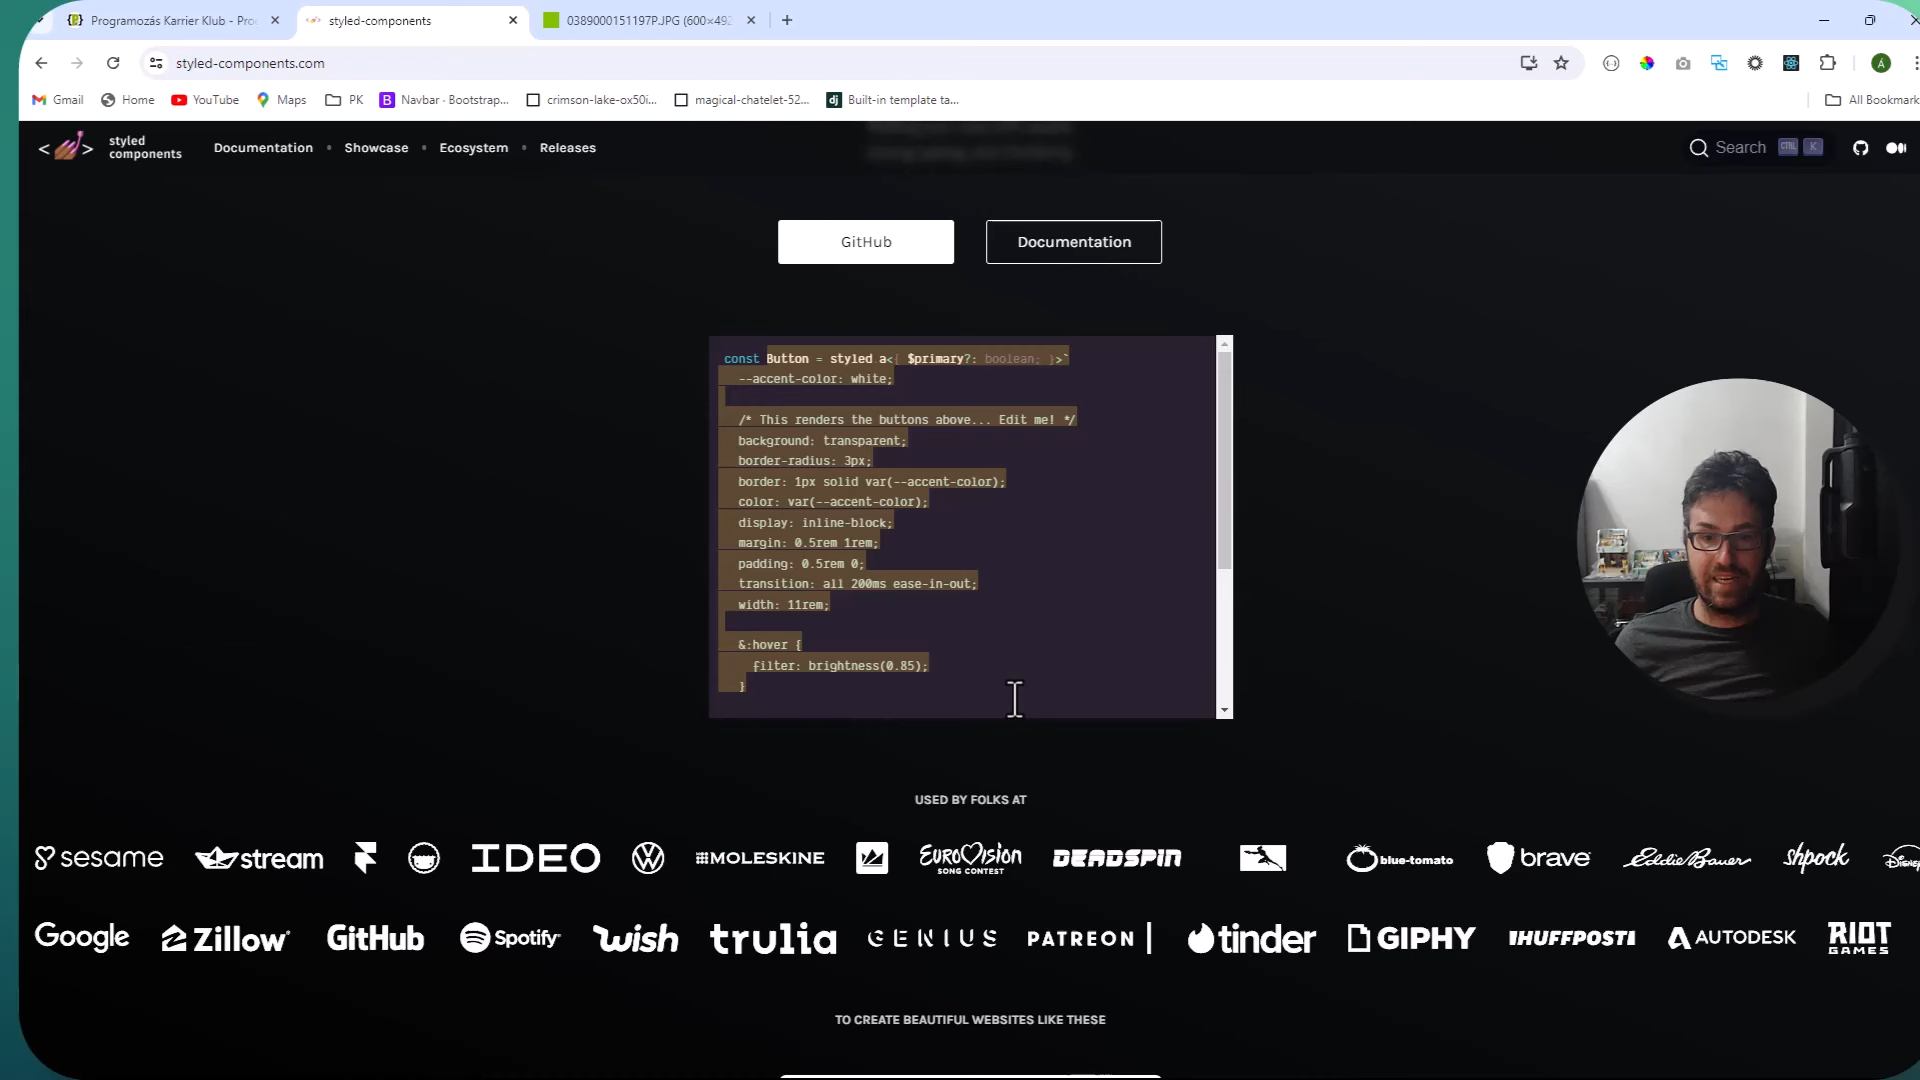 Programozás Karrier Klub - Pro
styled-components
0389000151197P.JPG (600×492
styled-components.com
Gmail
Home
YouTube
Maps
PK
Navbar · Bootstrap...
crimson-lake-ox50i...
magical-chatelet-52...
Built-in template ta...
All Bookmark
styled
components
Documentation
Showcase
Ecosystem
Releases
Search CTRL K
GitHub
Documentation
const Button = styled.a<{ $primary?: boolean; }>`
--accent-color: white;
/* This renders the buttons above... Edit me! */
background: transparent;
border-radius: 3px;
border: 1px solid var(--accent-color);
color: var(--accent-color);
display: inline-block;
margin: 0.5rem 1rem;
padding: 0.5rem 0;
transition: all 200ms ease-in-out;
width: 11rem;
&:hover {
filter: brightness(0.85);
}
USED BY FOLKS AT
sesame
stream
IDEO
#MOLESKINE
EUROVISION
SONG CONTEST
DEADSPIN
blue-tomato
brave
Eddie Bauer
shpock
Disney
Google
Zillow
GitHub
Spotify
wish
trulia
GENIUS
PATREON
tinder
GIPHY
HUFFPOST
AUTODESK
RIOT
GAMES
TO CREATE BEAUTIFUL WEBSITES LIKE THESE